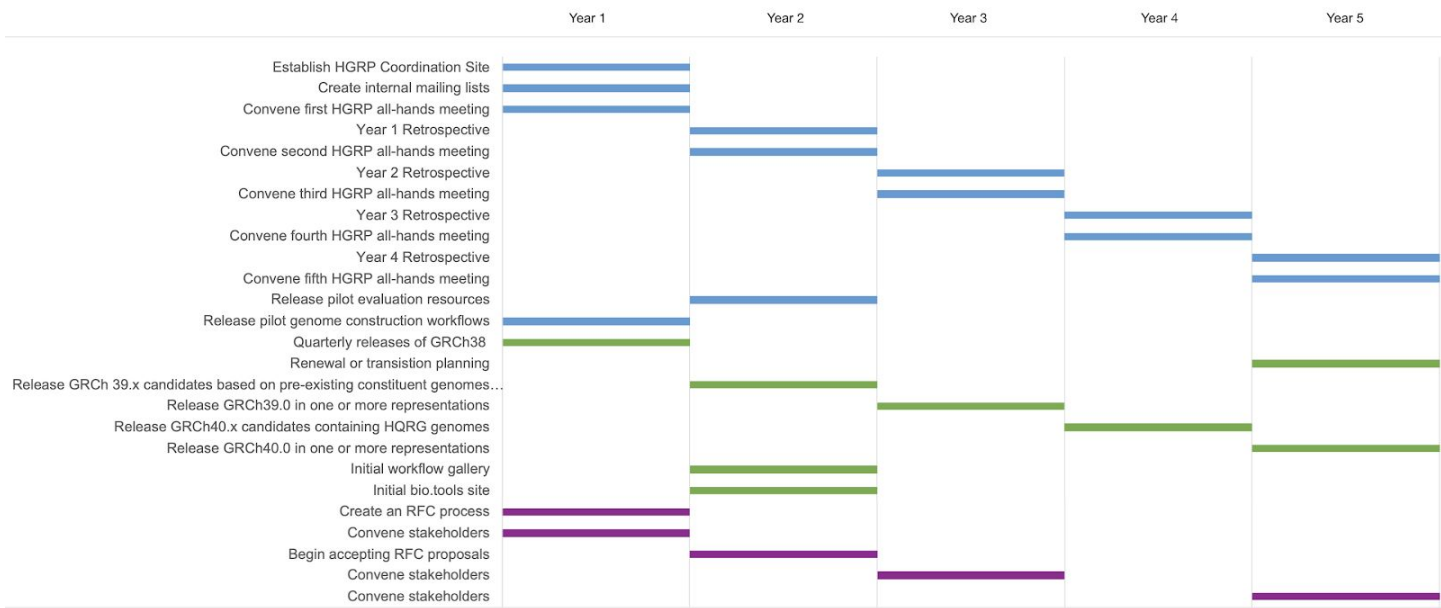 Year 1 Year 2 Year 3 Year 4 Year 5
Establish HGRP Coordination Site
Create internal mailing lists
Convene first HGRP all-hands meeting
Year 1 Retrospective
Convene second HGRP all-hands meeting
Year 2 Retrospective
Convene third HGRP all-hands meeting
Year 3 Retrospective
Convene fourth HGRP all-hands meeting
Year 4 Retrospective
Convene fifth HGRP all-hands meeting
Release pilot evaluation resources
Release pilot genome construction workflows
Quarterly releases of GRCh38
Renewal or transistion planning
Release GRCh 39.x candidates based on pre-existing constituent genomes…
Release GRCh39.0 in one or more representations
Release GRCh40.x candidates containing HQRG genomes
Release GRCh40.0 in one or more representations
Initial workflow gallery
Initial bio.tools site
Create an RFC process
Convene stakeholders
Begin accepting RFC proposals
Convene stakeholders
Convene stakeholders